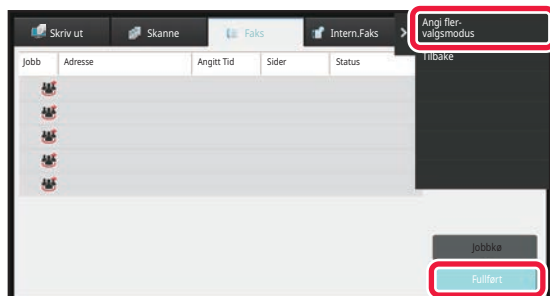 Skriv ut
Skanne
Faks
Intern.Faks
Angi fler-
valgsmodus
Tilbake
Jobb
Adresse
Angitt Tid
Sider
Status
Jobbkø
Fullført